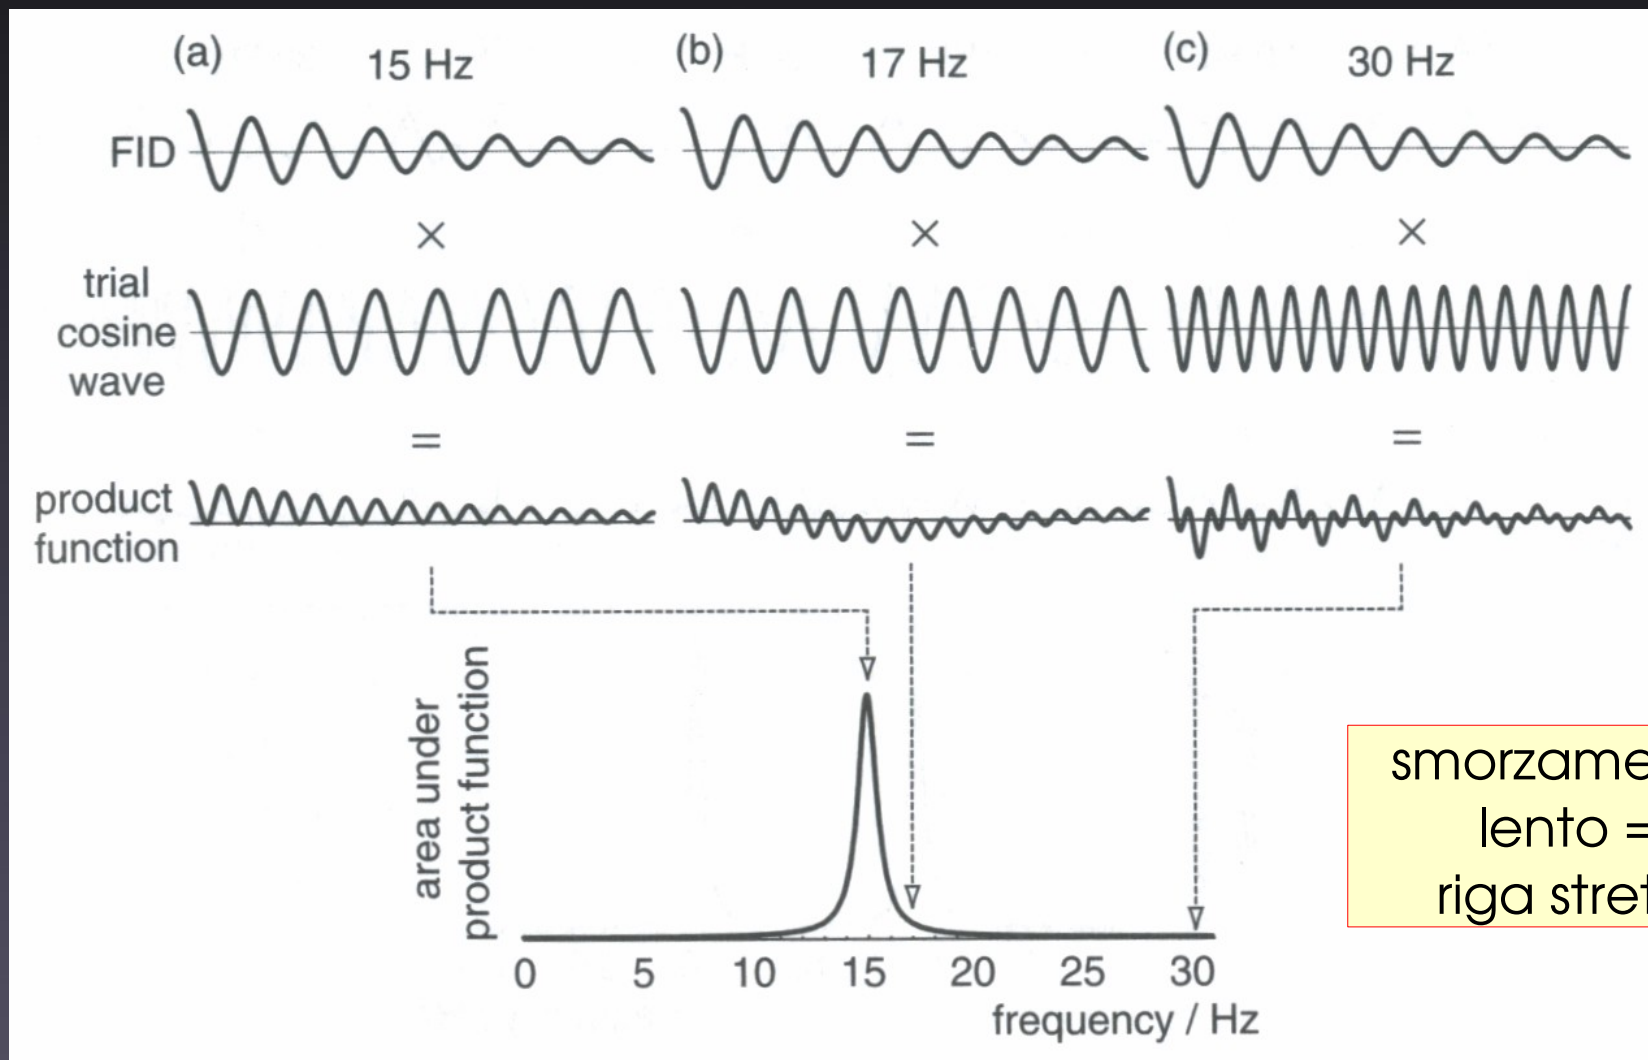 (a) 15 Hz (b) 17 Hz (c) 30 Hz
FID
× × ×
trial
cosine
wave
= = =
product
function
area under
product function
0 5 10 15 20 25 30
frequency / Hz
lento =
riga